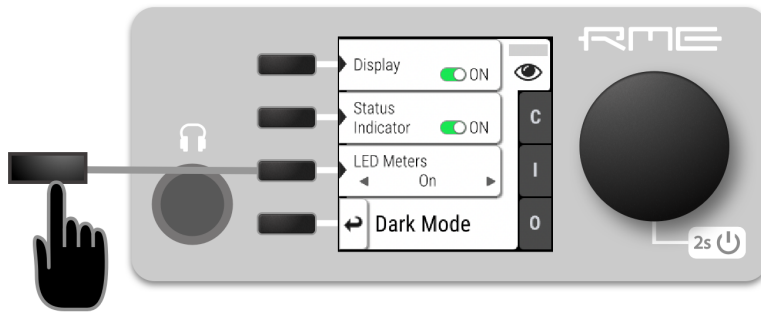 RME
Display
ON
Status
Indicator
ON
LED Meters
On
Dark Mode
C
I
O
2s